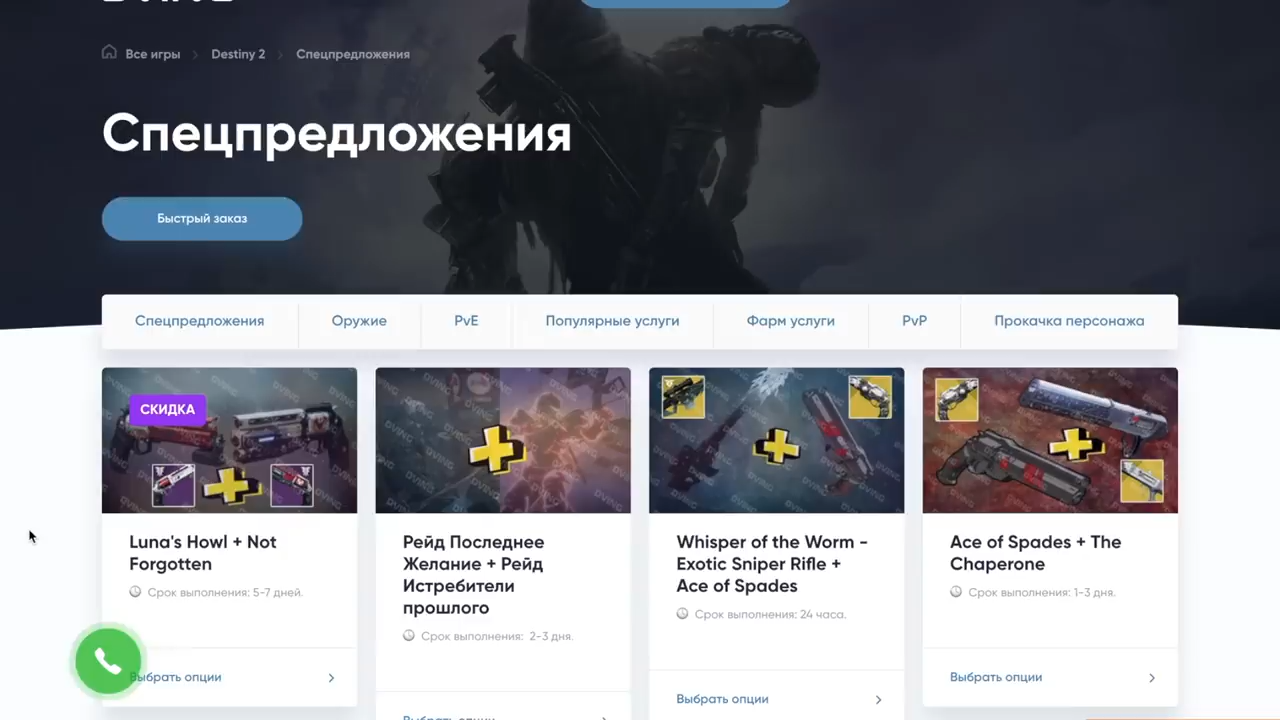 Все игры
Destiny 2
Спецпредложения
Спецпредложения
Быстрый заказ
Спецпредложения
Оружие
PvE
Популярные услуги
Фарм услуги
PvP
Прокачка персонажа
СКИДКА
Luna's Howl + Not
Forgotten
Срок выполнения: 5-7 дней.
Выбрать опции
Рейд Последнее
Желание + Рейд
Истребители
прошлого
Срок выполнения: 2-3 дня.
Выбрать опции
Whisper of the Worm -
Exotic Sniper Rifle +
Ace of Spades
Срок выполнения: 24 часа.
Выбрать опции
Ace of Spades + The
Chaperone
Срок выполнения: 1-3 дня.
Выбрать опции